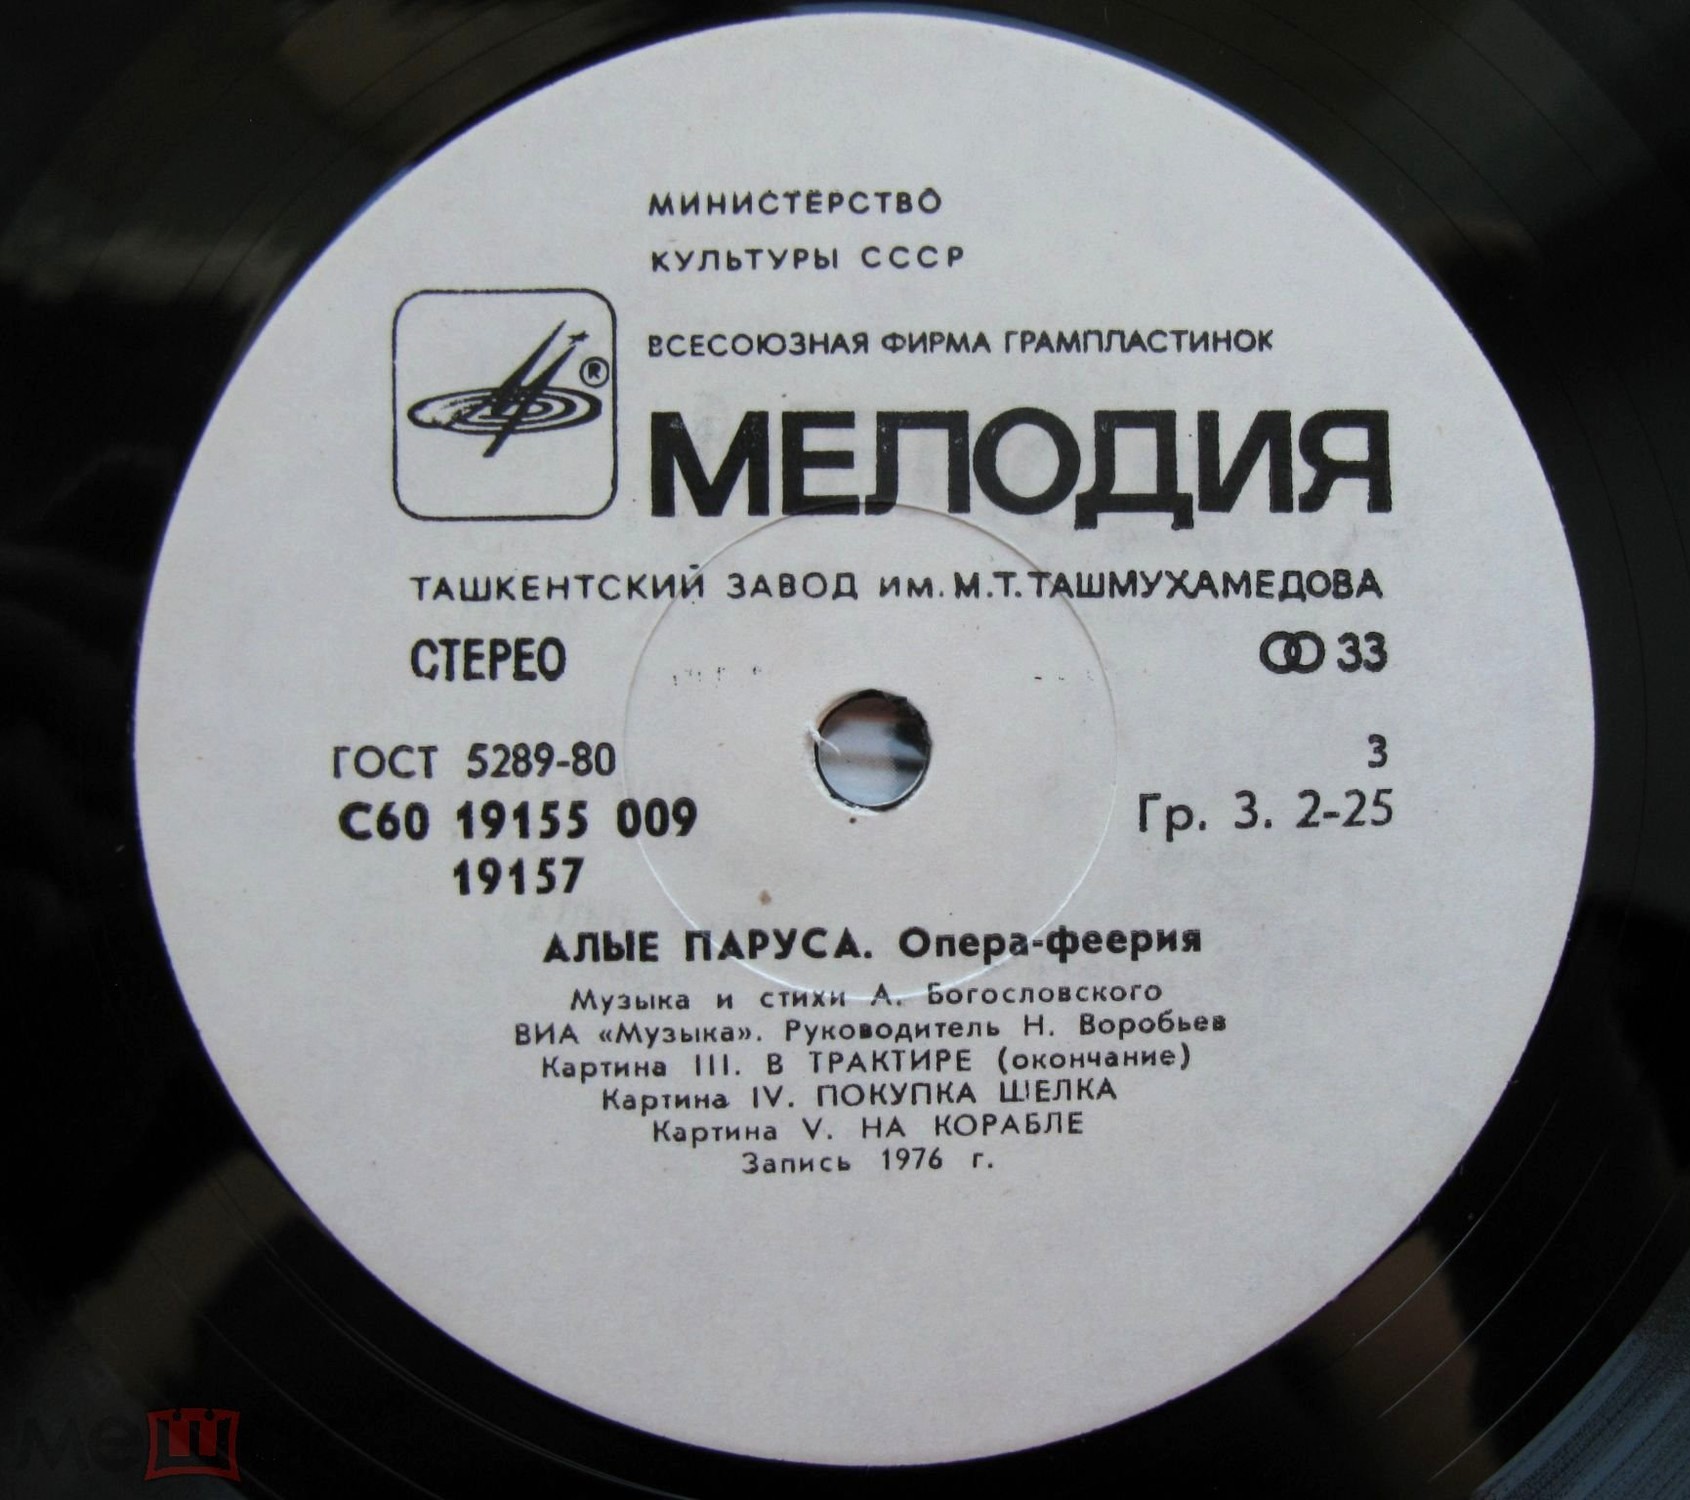 МИНИСТЕРСТВО
КУЛЬТУРЫ СССР
ВСЕСОЮЗНАЯ ФИРМА ГРАМПЛАСТИНОК
®
МЕЛОДИЯ
ТАШКЕНТСКИЙ ЗАВОД им. М.Т. ТАШМУХАМЕДОВА
СТЕРЕО 33
ГОСТ 5289-80 3
С60 19155 009 Гр. 3. 2-25
19157
АЛЫЕ ПАРУСА. Опера-феерия
Музыка и стихи А. Богословского
ВИА «Музыка». Руководитель Н. Воробьев
Картина III. В ТРАКТИРЕ (окончание)
Картина IV. ПОКУПКА ШЕЛКА
Картина V. НА КОРАБЛЕ
Запись 1976 г.
Меш